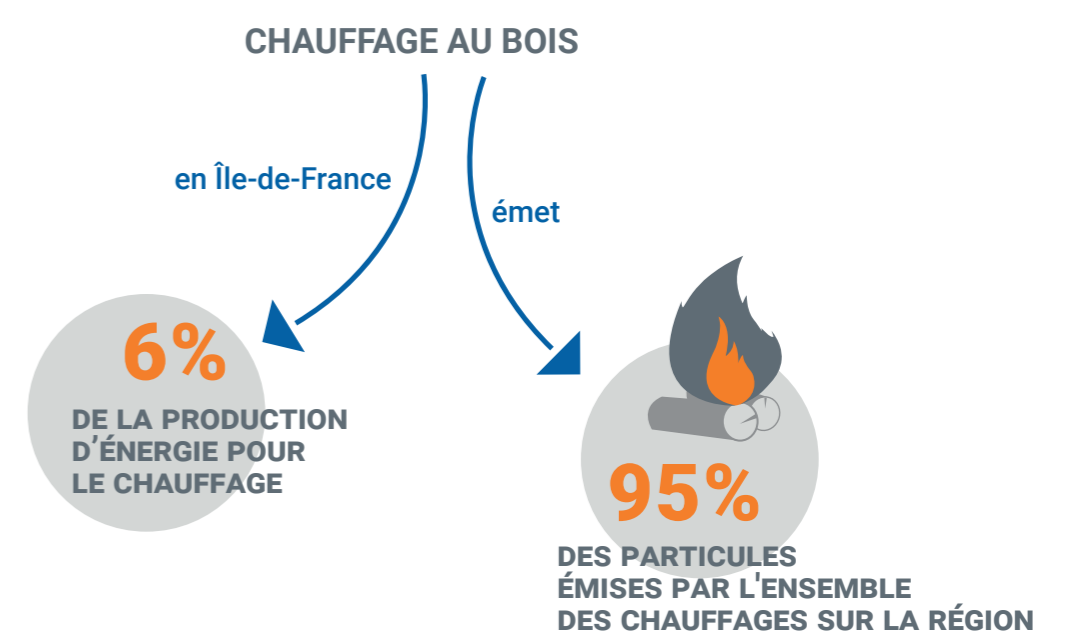 CHAUFFAGE AU BOIS
en Île-de-France
émet
6%
DE LA PRODUCTION
D'ÉNERGIE POUR
LE CHAUFFAGE
95%
DES PARTICULES
ÉMISES PAR L'ENSEMBLE
DES CHAUFFAGES SUR LA RÉGION